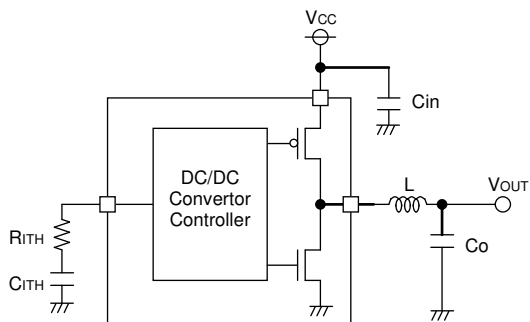 VCC
Cin
DC/DC
Convertor
Controller
L
VOUT
RITH
Co
CITH